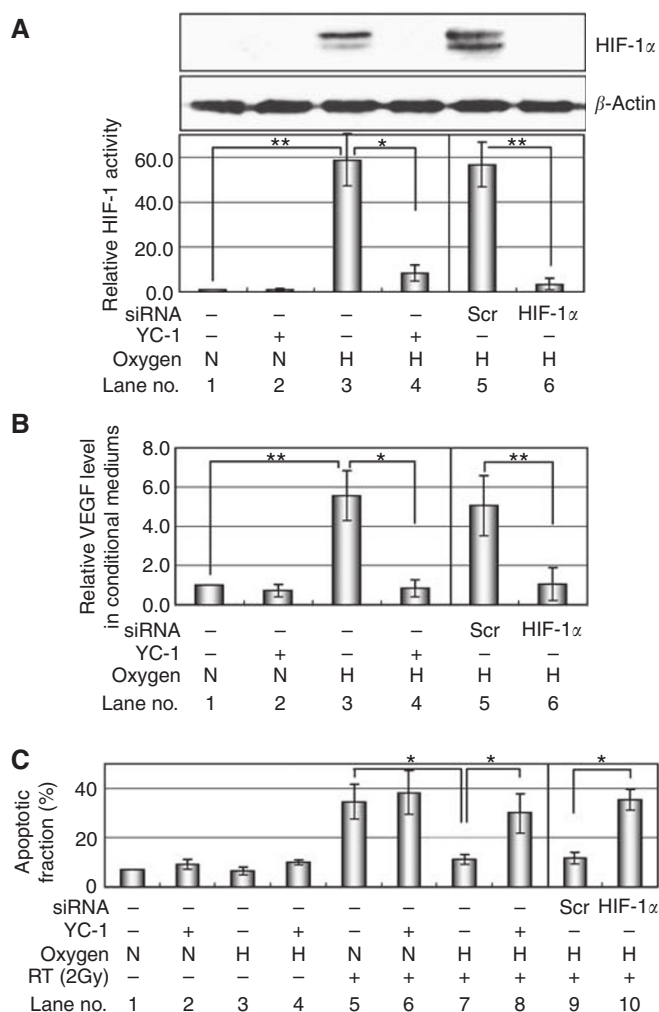 A
HIF-1α
β-Actin
Relative HIF-1 activity
60.0
40.0
20.0
0.0
** * **
siRNA – – – – Scr HIF-1α
YC-1 – + – + – –
Oxygen N N H H H H
Lane no. 1 2 3 4 5 6
B
Relative VEGF level
in conditional mediums
8.0
6.0
4.0
2.0
0.0
** * **
siRNA – – – – Scr HIF-1α
YC-1 – + – + – –
Oxygen N N H H H H
Lane no. 1 2 3 4 5 6
C
Apoptotic
fraction (%)
40
20
0
* * *
siRNA – – – – – – – – Scr HIF-1α
YC-1 – + – + – + – + – –
Oxygen N N H H N N H H H H
RT (2Gy) – – – – + + + + + +
Lane no. 1 2 3 4 5 6 7 8 9 10